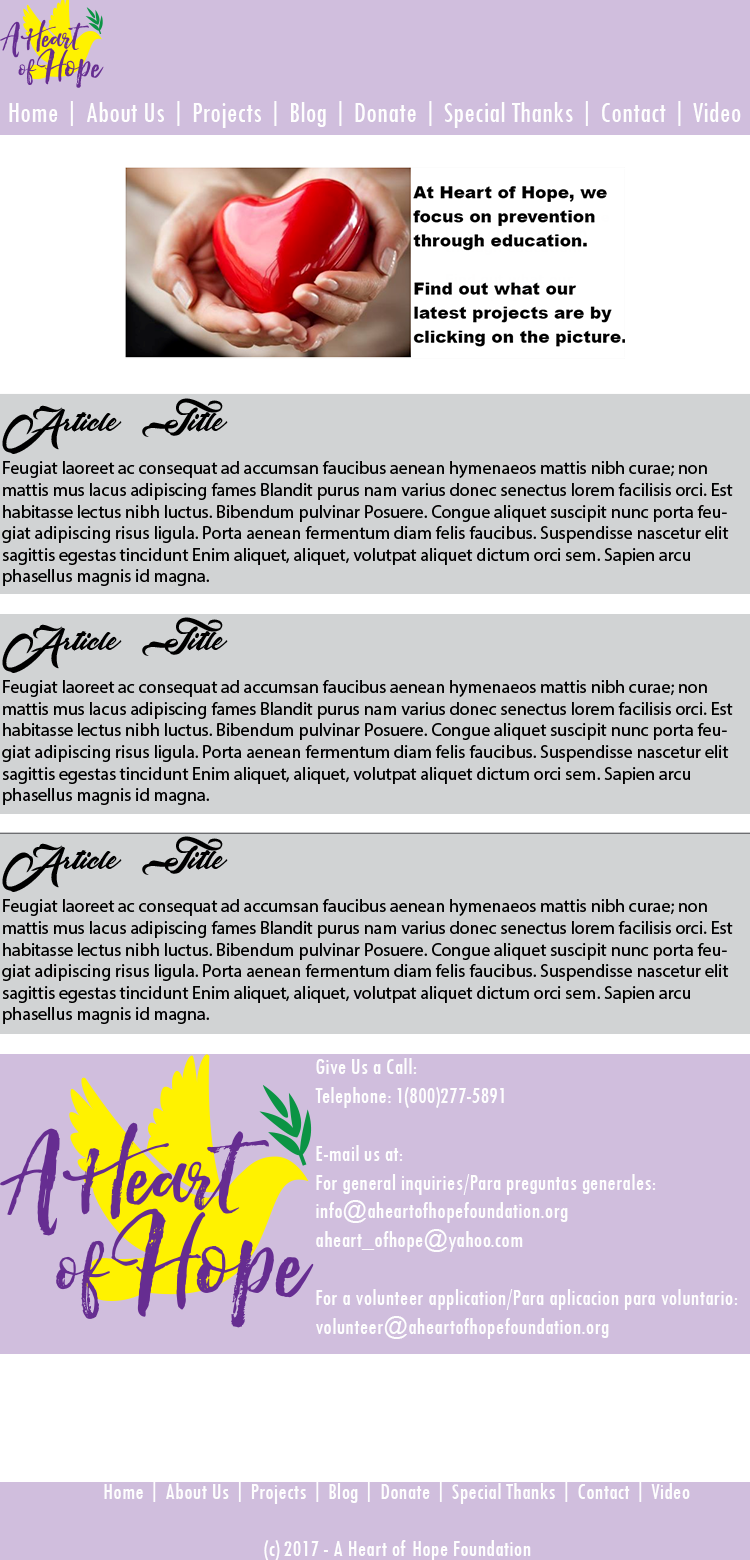 A Heart
of Hope
Home | About Us | Projects | Blog | Donate | Special Thanks | Contact | Video
At Heart of Hope, we
focus on prevention
through education.
Find out what our
latest projects are by
clicking on the picture.
Article Title
Feugiat laoreet ac consequat ad accumsan faucibus aenean hymenaeos mattis nibh curae; non
mattis mus lacus adipiscing fames Blandit purus nam varius donec senectus lorem facilisis orci. Est
habitasse lectus nibh luctus. Bibendum pulvinar Posuere. Congue aliquet suscipit nunc porta feu-
giat adipiscing risus ligula. Porta aenean fermentum diam felis faucibus. Suspendisse nascetur elit
sagittis egestas tincidunt Enim aliquet, aliquet, volutpat aliquet dictum orci sem. Sapien arcu
phasellus magnis id magna.
Article Title
Feugiat laoreet ac consequat ad accumsan faucibus aenean hymenaeos mattis nibh curae; non
mattis mus lacus adipiscing fames Blandit purus nam varius donec senectus lorem facilisis orci. Est
habitasse lectus nibh luctus. Bibendum pulvinar Posuere. Congue aliquet suscipit nunc porta feu-
giat adipiscing risus ligula. Porta aenean fermentum diam felis faucibus. Suspendisse nascetur elit
sagittis egestas tincidunt Enim aliquet, aliquet, volutpat aliquet dictum orci sem. Sapien arcu
phasellus magnis id magna.
Article Title
Feugiat laoreet ac consequat ad accumsan faucibus aenean hymenaeos mattis nibh curae; non
mattis mus lacus adipiscing fames Blandit purus nam varius donec senectus lorem facilisis orci. Est
habitasse lectus nibh luctus. Bibendum pulvinar Posuere. Congue aliquet suscipit nunc porta feu-
giat adipiscing risus ligula. Porta aenean fermentum diam felis faucibus. Suspendisse nascetur elit
sagittis egestas tincidunt Enim aliquet, aliquet, volutpat aliquet dictum orci sem. Sapien arcu
phasellus magnis id magna.
A Heart
of Hope
Give Us a Call:
Telephone: 1(800)277-5891
E-mail us at:
For general inquiries/Para preguntas generales:
info@aheartofhopefoundation.org
aheart_ofhope@yahoo.com
For a volunteer application/Para aplicacion para voluntario:
volunteer@aheartofhopefoundation.org
Home | About Us | Projects | Blog | Donate | Special Thanks | Contact | Video
(c) 2017 - A Heart of Hope Foundation